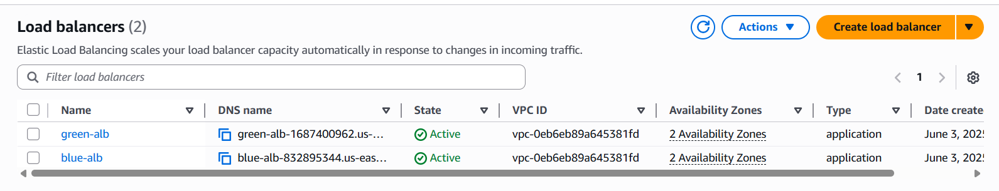 Load balancers (2)
Actions
Create load balancer
Elastic Load Balancing scales your load balancer capacity automatically in response to changes in incoming traffic.
Filter load balancers
1
Name DNS name State VPC ID Availability Zones Type Date create
green-alb green-alb-1687400962.us-... Active vpc-0eb6eb89a645381fd 2 Availability Zones application June 3, 202
blue-alb blue-alb-832895344.us-eas... Active vpc-0eb6eb89a645381fd 2 Availability Zones application June 3, 202